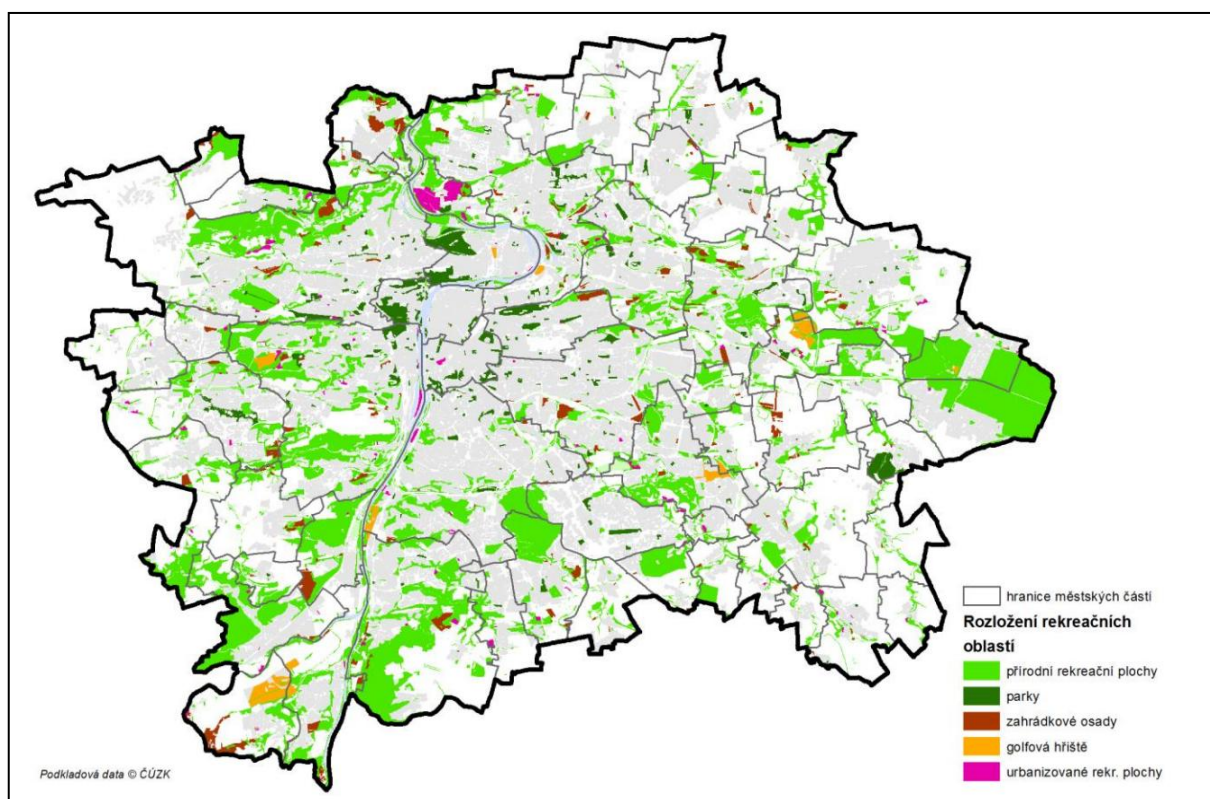 hranice městských částí
Rozložení rekreačních
oblastí
přírodní rekreační plochy
parky
zahrádkové osady
golfová hřiště
urbanizované rekr. plochy
Podkladová data © ČÚZK